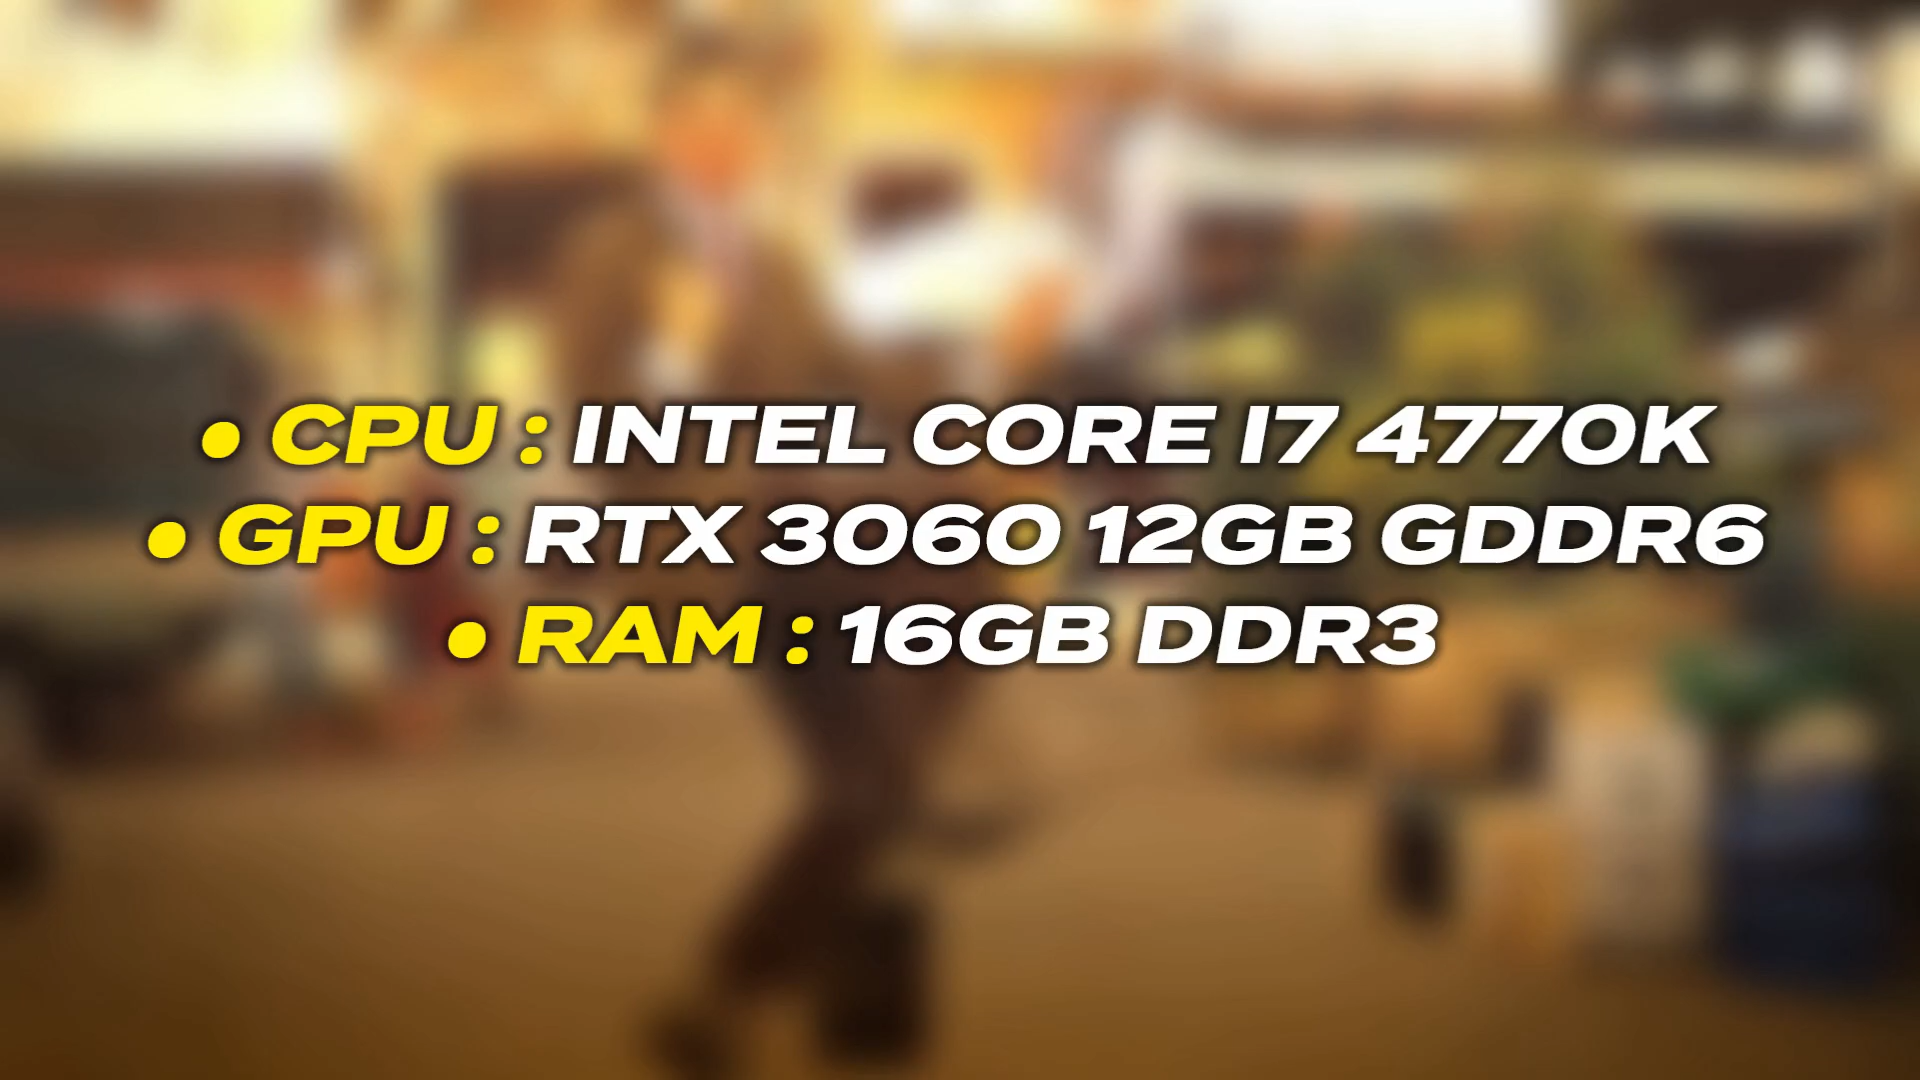 • CPU : INTEL CORE I7 4770K
• GPU : RTX 3060 12GB GDDR6
• RAM : 16GB DDR3